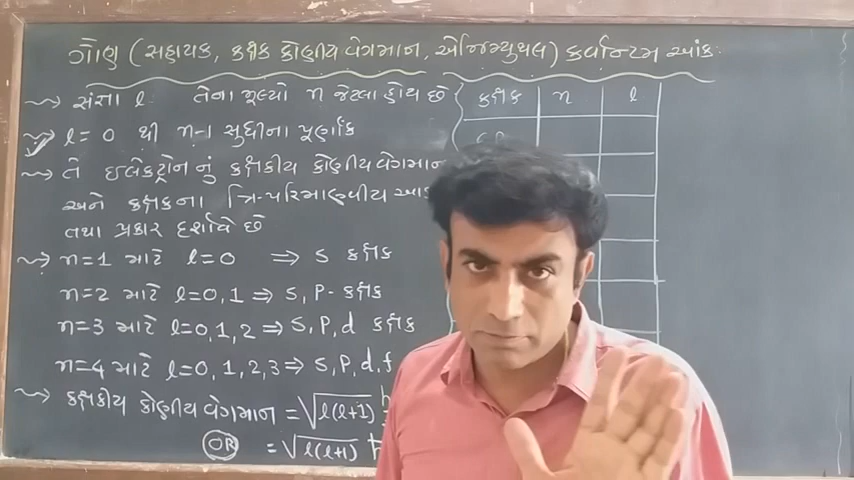 ગૌણ (સહાયક, કક્ષક કોણીય વેગમાન, એઝિમ્યુથલ) ક્વોન્ટમ આંક
સંજ્ઞા l તેના મૂલ્યો n જેટલા હોય છે
l = 0 થી n-1 સુધીના પૂર્ણાંક
તે ઇલેક્ટ્રોન નું કક્ષકીય કોણીય વેગમાન
અને કક્ષકના ત્રિ-પરિમાણ્વીય
તથા પ્રકાર દર્શાવે છે
n=1 માટે l=0 ⇒ s કક્ષક
n=2 માટે l=0,1 ⇒ s, p- કક્ષક
n=3 માટે l=0,1,2 ⇒ s, p, d કક્ષક
n=4 માટે l=0, 1, 2, 3 ⇒ s, p, d, f
કક્ષકીય કોણીય વેગમાન = √l(l+1) h
OR = √l(l+1)
કક્ષક n l